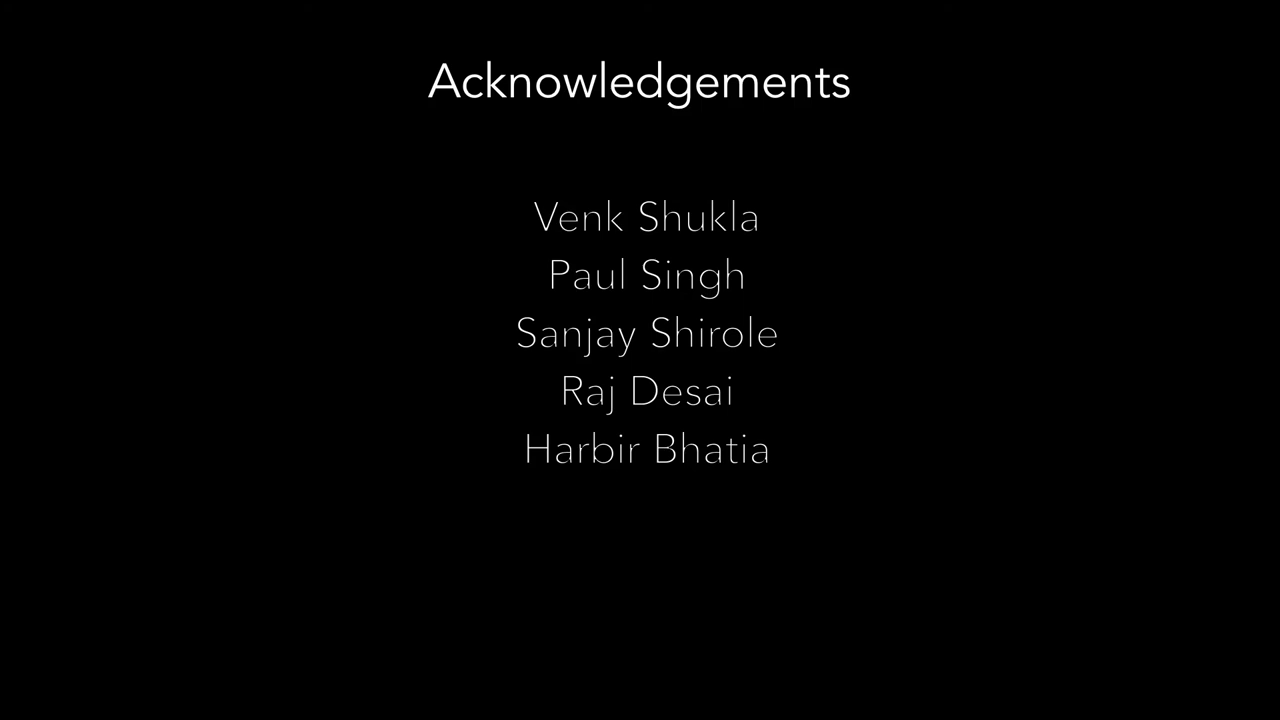 Acknowledgements
Venk Shukla
Paul Singh
Sanjay Shirole
Raj Desai
Harbir Bhatia